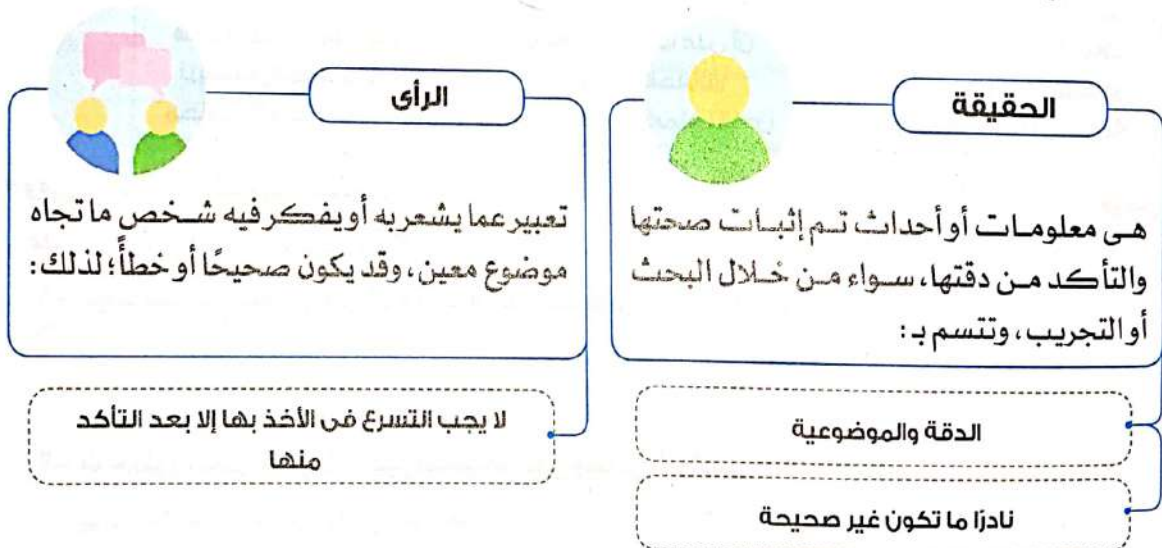 الحقيقة
هى معلومات أو أحداث تم إثبات صحتها
والتأكد من دقتها، سواء من خلال البحث
أو التجريب، وتتسم بـ:
الدقة والموضوعية
نادرًا ما تكون غير صحيحة
الرأى
تعبير عما يشعر به أو يفكر فيه شخص ما تجاه
موضوع معين، وقد يكون صحيحًا أو خطأً؛ لذلك:
لا يجب التسرع فى الأخذ بها إلا بعد التأكد
منها